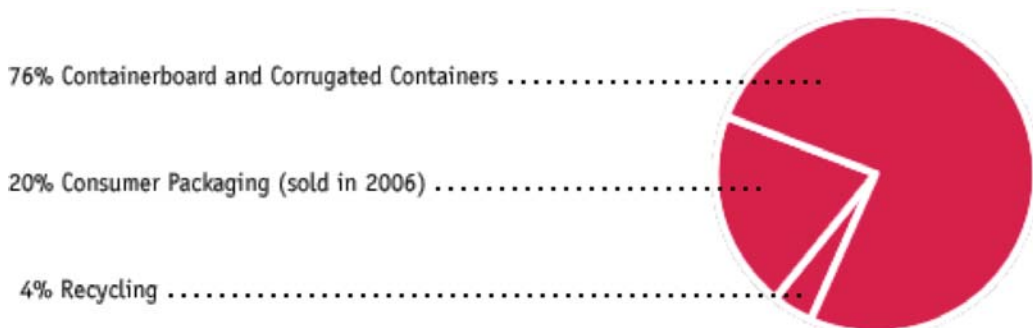 76% Containerboard and Corrugated Containers ........................
20% Consumer Packaging (sold in 2006) .........................
4% Recycling .................................................